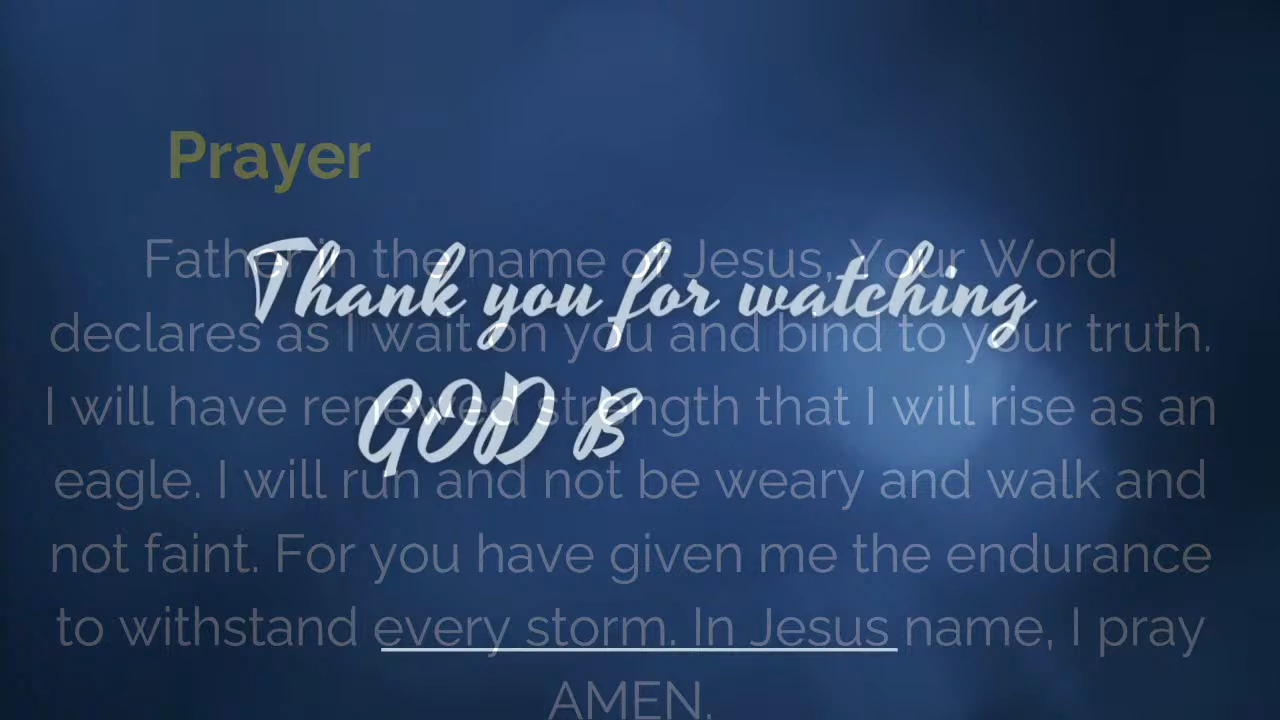 Prayer
Father in the name of Jesus, Your Word
Thank you for watching
declares as I wait on you and bind to your truth.
I will have renewed strength that I will rise as an
GOD IS
eagle. I will run and not be weary and walk and
not faint. For you have given me the endurance
to withstand every storm. In Jesus name, I pray
AMEN.